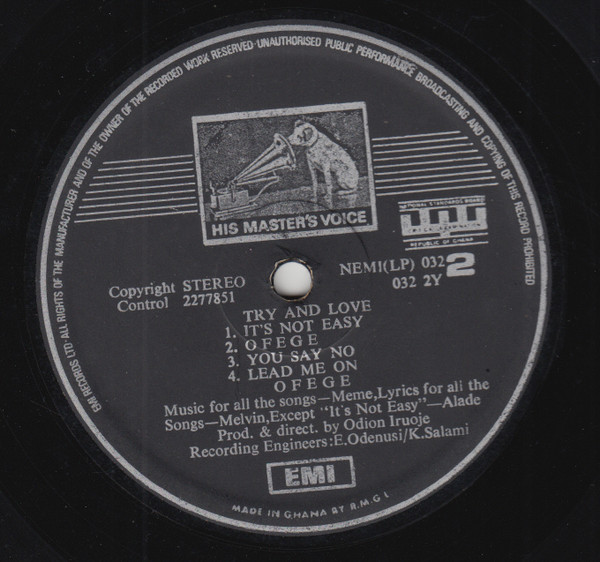 EMI RECORDS LTD·ALL RIGHTS OF THE MANUFACTURER AND OF THE OWNER OF THE RECORDED WORK RESERVED·UNAUTHORISED PUBLIC PERFORMANCE BROADCASTING AND COPYING OF THIS RECORD PROHIBITED
HIS MASTER'S VOICE
NATIONAL STANDARDS BOARD
REPUBLIC OF GHANA
Copyright STEREO
Control 2277851
NEMI(LP) 032 2
032 2Y
TRY AND LOVE
1. IT'S NOT EASY
2. OFEGE
3. YOU SAY NO
4. LEAD ME ON
OFEGE
Music for all the songs—Meme,Lyrics for all the
Songs—Melvin,Except "It's Not Easy"—Alade
Prod. & direct. by Odion Iruoje
Recording Engineers:E.Odenusi/K.Salami
EMI
MADE IN GHANA BY R.M.G L